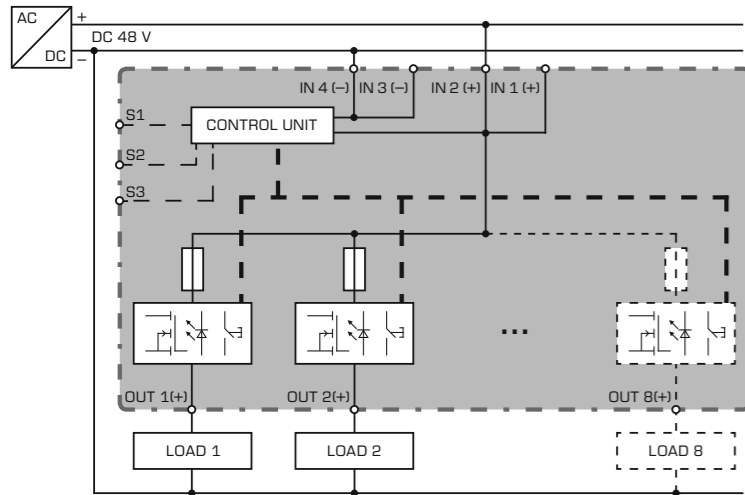 AC
+
DC 48 V
DC
–
IN 4 (–) IN 3 (–) IN 2 (+) IN 1 (+)
S1
CONTROL UNIT
S2
S3
...
OUT 1(+) OUT 2(+) OUT 8(+)
LOAD 1 LOAD 2 LOAD 8